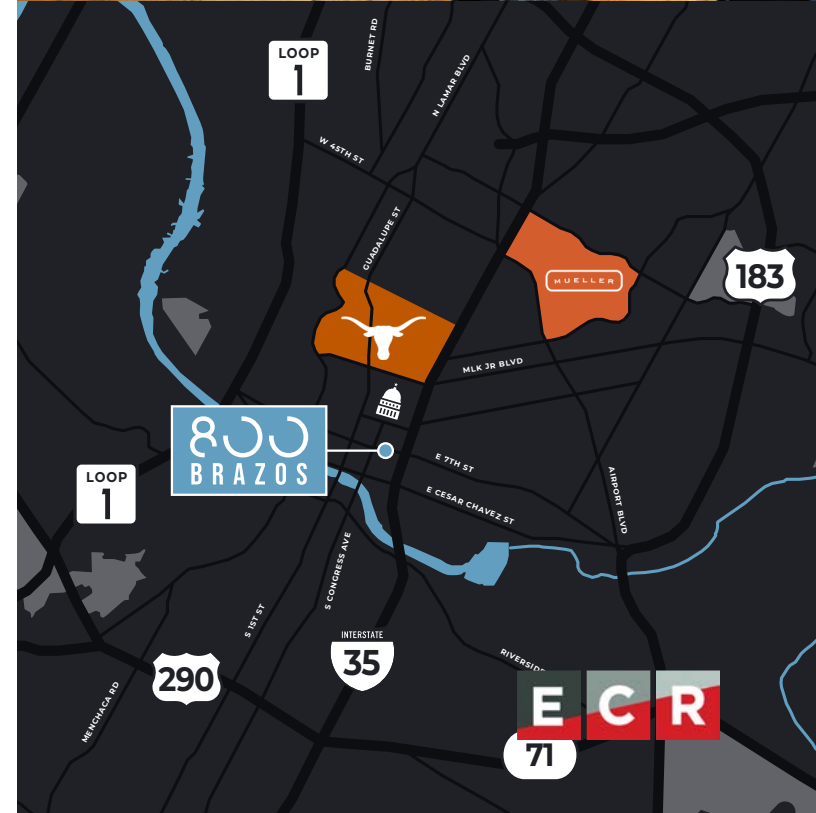 BURNET RD
LOOP
1
N LAMAR BLVD
W 45TH ST
GUADALUPE ST
MUELLER
183
MLK JR BLVD
800
BRAZOS
E 7TH ST
LOOP
1
E CESAR CHAVEZ ST
AIRPORT BLVD
S CONGRESS AVE
S 1ST ST
INTERSTATE
35
RIVERSIDE
290
MENCHACA RD
E C R
71